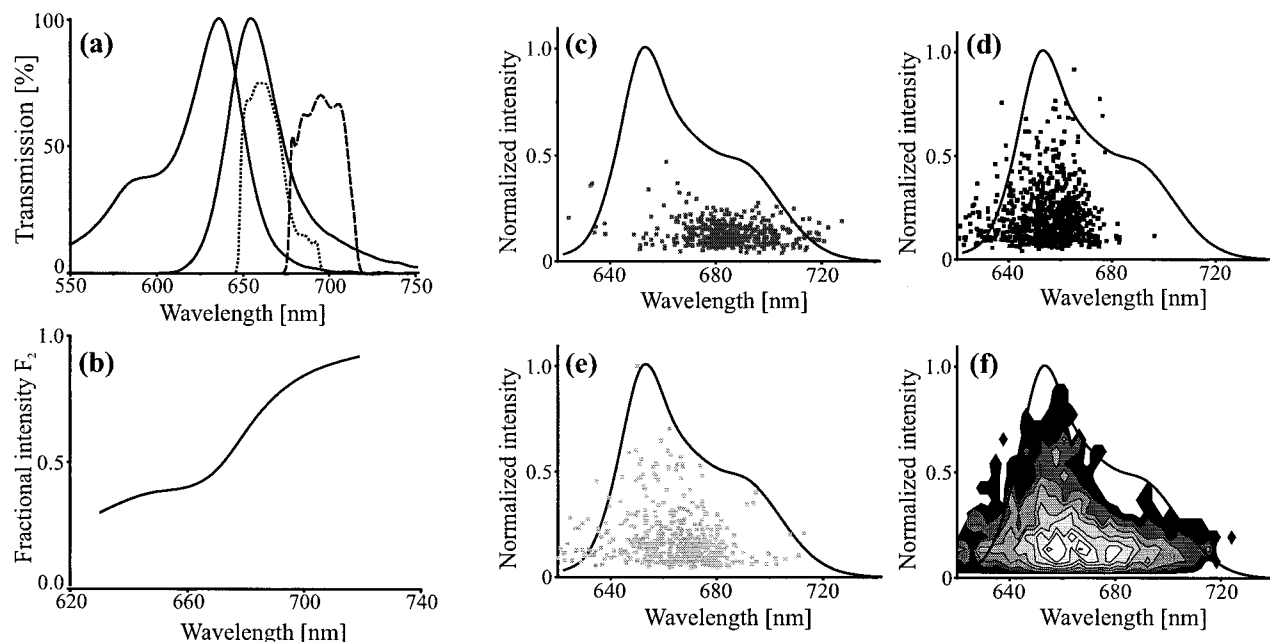 (a)
Transmission [%]
100
50
0
550 600 650 700 750
Wavelength [nm]
(b)
Fractional intensity F₂
1.0
0.5
0.0
620 660 700 740
Wavelength [nm]
(c)
Normalized intensity
1.0
0.5
0
640 680 720
Wavelength [nm]
(d)
Normalized intensity
1.0
0.5
0
640 680 720
Wavelength [nm]
(e)
Normalized intensity
1.0
0.5
0
640 680 720
Wavelength [nm]
(f)
Normalized intensity
1.0
0.5
0
640 680 720
Wavelength [nm]